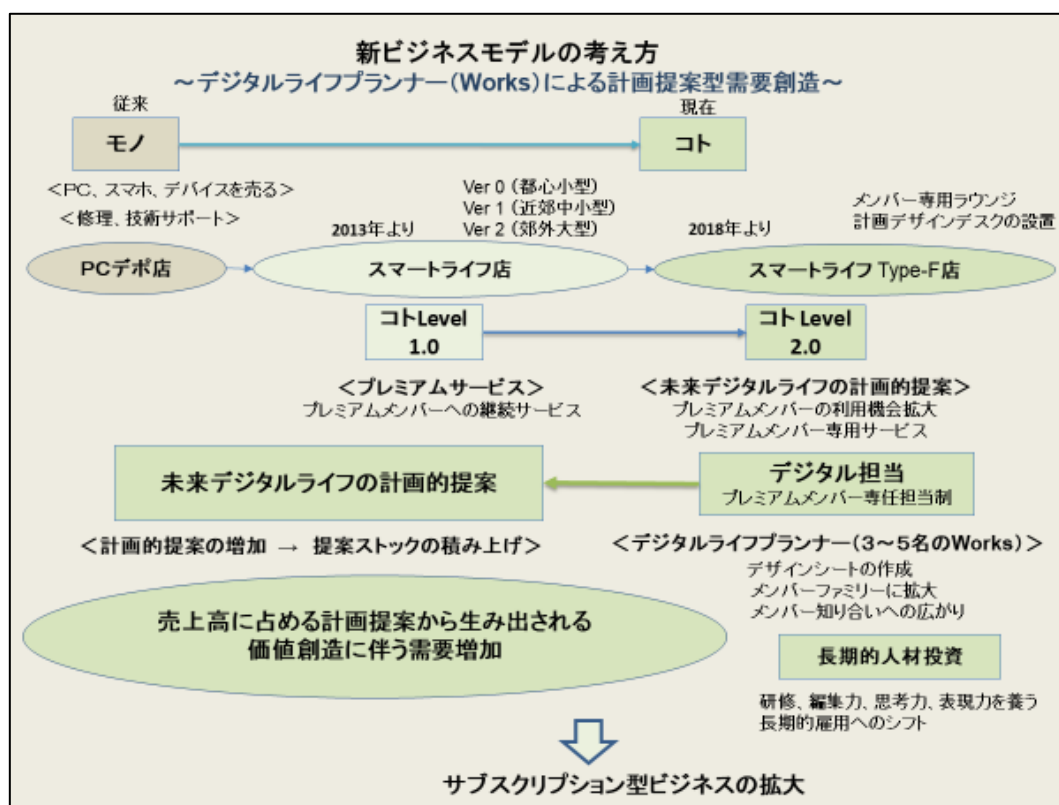 新ビジネスモデルの考え方
～デジタルライフプランナー（Works）による計画提案型需要創造～
従来
現在
モノ
コト
＜PC、スマホ、デバイスを売る＞
＜修理、技術サポート＞
2013年より
Ver 0 （都心小型）
Ver 1 （近郊中小型）
Ver 2 （郊外大型）
2018年より
メンバー専用ラウンジ
計画デザインデスクの設置
PCデポ店
スマートライフ店
スマートライフ Type-F店
コトLevel
1.0
コト Level
2.0
＜プレミアムサービス＞
プレミアムメンバーへの継続サービス
＜未来デジタルライフの計画的提案＞
プレミアムメンバーの利用機会拡大
プレミアムメンバー専用サービス
未来デジタルライフの計画的提案
デジタル担当
プレミアムメンバー専任担当制
＜計画的提案の増加 → 提案ストックの積み上げ＞
＜デジタルライフプランナー（３～５名のWorks）＞
デザインシートの作成
メンバーファミリーに拡大
メンバー知り合いへの広がり
売上高に占める計画提案から生み出される
価値創造に伴う需要増加
長期的人材投資
研修、編集力、思考力、表現力を養う
長期的雇用へのシフト
サブスクリプション型ビジネスの拡大